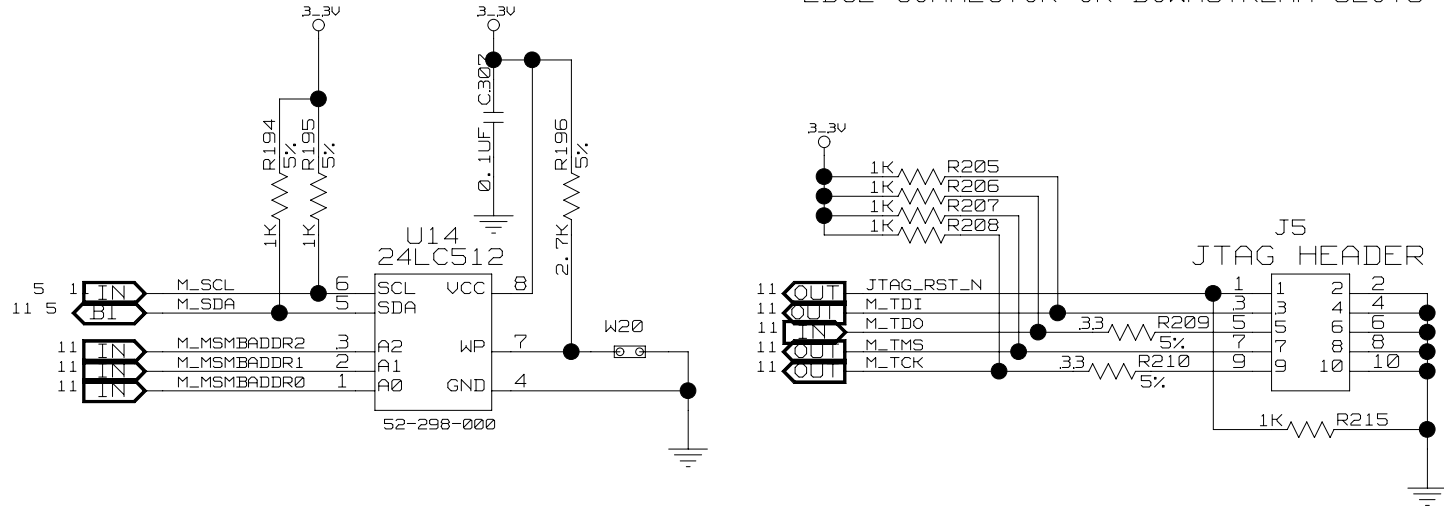 3_3V
3_3V
R194
5%
1K
R195
5%
1K
C307
0.1UF
R196
5%
2.7K
U14
24LC512
5 1 IN M_SCL 6 SCL VCC 8
11 5 BI M_SDA 5 SDA
11 IN M_MSMBADDR2 3 A2 WP 7 W20
11 IN M_MSMBADDR1 2 A1
11 IN M_MSMBADDR0 1 A0 GND 4
52-298-000
3_3V
1K R205
1K R206
1K R207
1K R208
J5
JTAG HEADER
11 OUT JTAG_RST_N 1 1 2 2
11 OUT M_TDI 3 3 4 4
11 IN M_TDO 33 R209 5% 5 5 6 6
11 OUT M_TMS 7 7 8 8
11 OUT M_TCK 33 R210 5% 9 9 10 10
1K R215